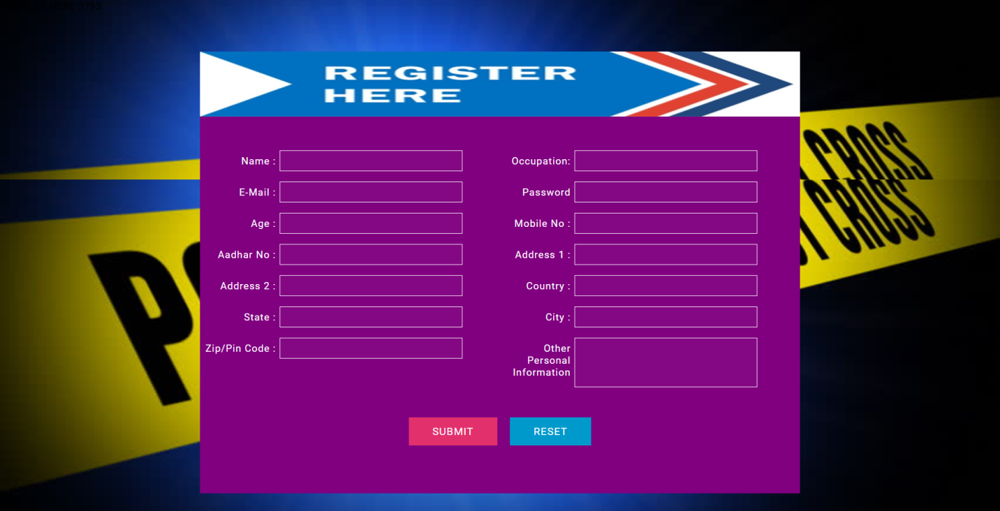 REGISTER
HERE
Name :
Occupation:
E-Mail :
Password
Age :
Mobile No :
Aadhar No :
Address 1 :
Address 2 :
Country :
State :
City :
Zip/Pin Code :
Other
Personal
Information
SUBMIT
RESET
CROSS
CROSS